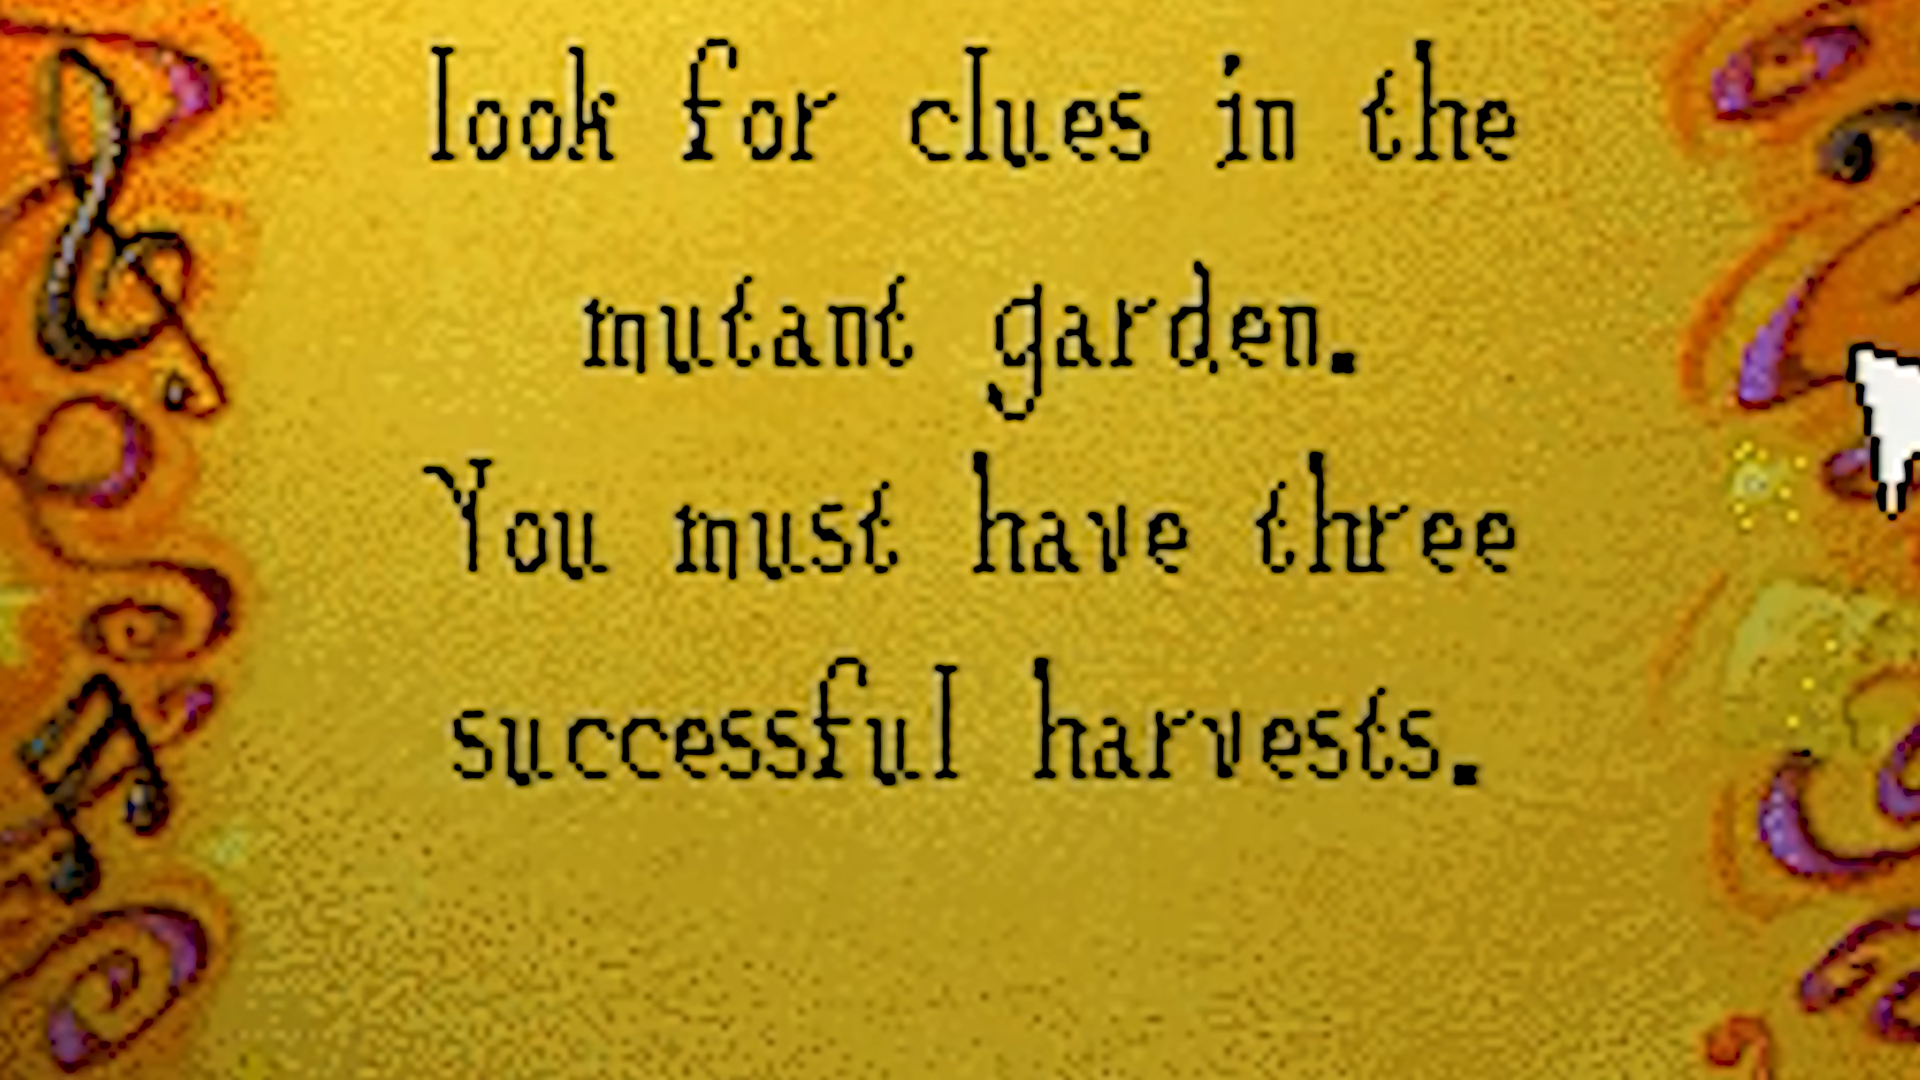 look for clues in the
mutant garden.
You must have three
successful harvests.